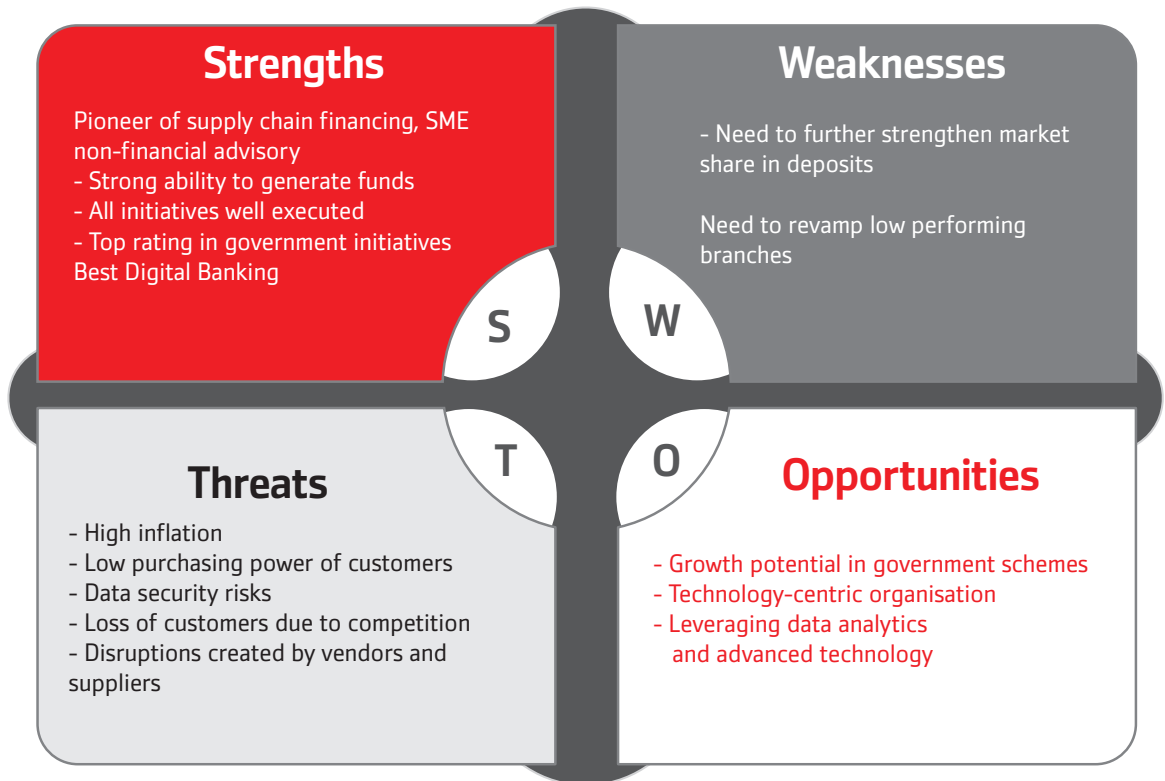 Strengths
Pioneer of supply chain financing, SME
non-financial advisory
- Strong ability to generate funds
- All initiatives well executed
- Top rating in government initiatives
Best Digital Banking
S
Weaknesses
- Need to further strengthen market
share in deposits
Need to revamp low performing
branches
W
Threats
- High inflation
- Low purchasing power of customers
- Data security risks
- Loss of customers due to competition
- Disruptions created by vendors and
suppliers
T
Opportunities
- Growth potential in government schemes
- Technology-centric organisation
- Leveraging data analytics
and advanced technology
O